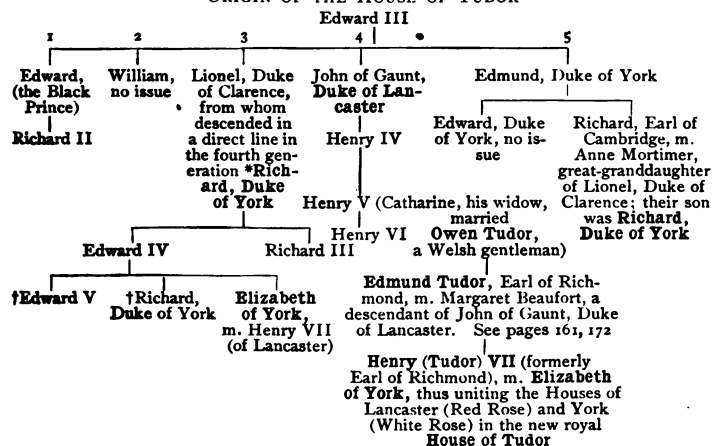 ORIGIN OF THE HOUSE OF TUDOR
Edward III
1 2 3 4 5
Edward,
(the Black
Prince)
Richard II
William,
no issue
Lionel, Duke
of Clarence,
from whom
descended in
a direct line in
the fourth gen-
eration *Rich-
ard, Duke
of York
John of Gaunt,
Duke of Lan-
caster
Henry IV
Edmund, Duke of York
Edward, Duke
of York, no is-
sue
Richard, Earl of
Cambridge, m.
Anne Mortimer,
great-granddaughter
of Lionel, Duke of
Clarence; their son
was Richard,
Duke of York
Henry V (Catharine, his widow,
married
Owen Tudor,
a Welsh gentleman)
Henry VI
Edward IV
Richard III
†Edward V
†Richard,
Duke of York
Elizabeth
of York,
m. Henry VII
(of Lancaster)
Edmund Tudor, Earl of Rich-
mond, m. Margaret Beaufort, a
descendant of John of Gaunt, Duke
of Lancaster. See pages 161, 172
Henry (Tudor) VII (formerly
Earl of Richmond), m. Elizabeth
of York, thus uniting the Houses of
Lancaster (Red Rose) and York
(White Rose) in the new royal
House of Tudor